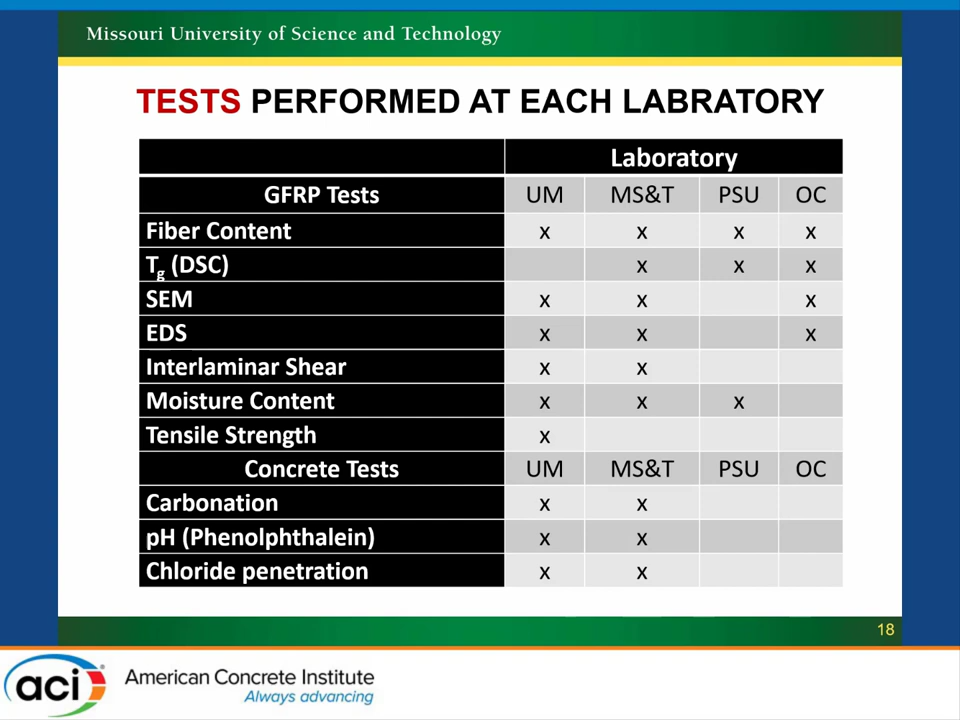 Missouri University of Science and Technology
TESTS PERFORMED AT EACH LABRATORY
Laboratory
GFRP Tests UM MS&T PSU OC
Fiber Content x x x x
Tg (DSC) x x x
SEM x x x
EDS x x x
Interlaminar Shear x x
Moisture Content x x x
Tensile Strength x
Concrete Tests UM MS&T PSU OC
Carbonation x x
pH (Phenolphthalein) x x
Chloride penetration x x
18
aci American Concrete Institute
Always advancing